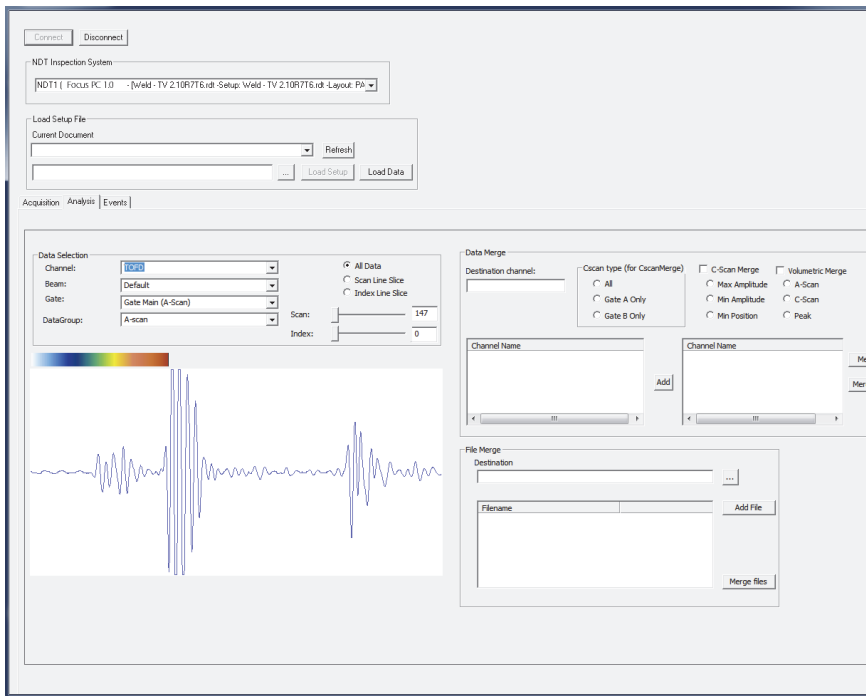 Connect Disconnect
NDT Inspection System
NDT1 ( Focus PC 1.0 - [Weld - TV 2.10R7T6.rdt -Setup: Weld - TV 2.10R7T6.rdt -Layout: PA
Load Setup File
Current Document
Refresh
... Load Setup Load Data
Acquisition Analysis Events
Data Selection
Channel: TOFD
Beam: Default
Gate: Gate Main (A-Scan)
DataGroup: A-scan
All Data
Scan Line Slice
Index Line Slice
Scan: 147
Index: 0
Data Merge
Destination channel:
Cscan type (for CscanMerge)
All
Gate A Only
Gate B Only
C-Scan Merge
Max Amplitude
Min Amplitude
Min Position
Volumetric Merge
A-Scan
C-Scan
Peak
Channel Name
Add
Channel Name
Me
Merg
File Merge
Destination
...
Filename
Add File
Merge files